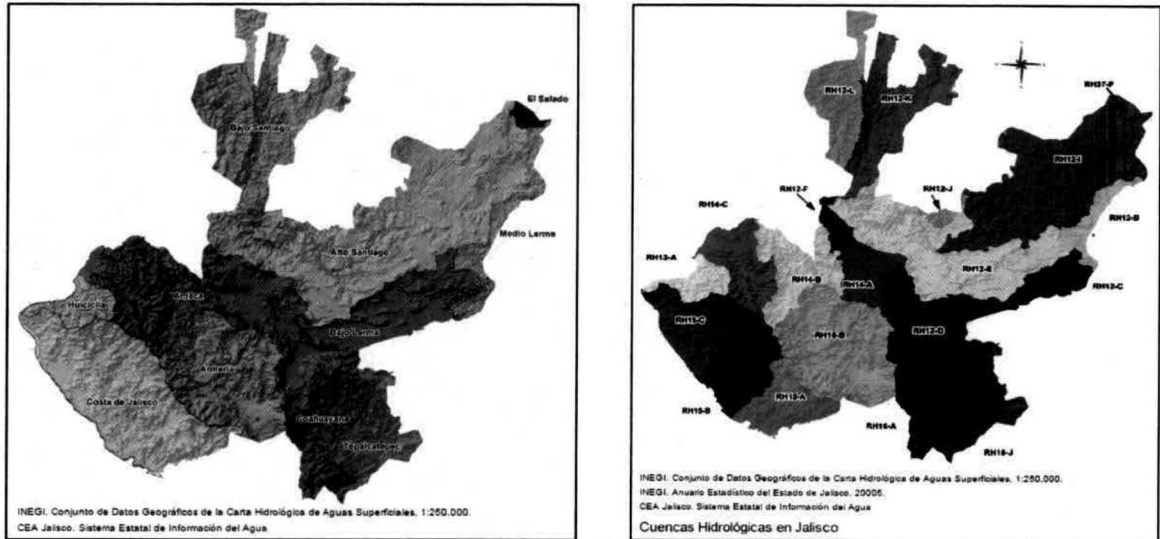 El Salado
Bajo Santiago
Medio Lerma
Alto Santiago
Huicicila
Ameca
Bajo Lerma
Armeria
Costa de Jalisco
Coahuayana
Tepalcatepec
INEGI. Conjunto de Datos Geográficos de la Carta Hidrológica de Aguas Superficiales, 1:250,000.
CEA Jalisco. Sistema Estatal de Información del Agua
RH37-F
RH12-L
RH12-K
RH12-I
RH12-F
RH12-J
RH14-C
RH12-B
RH13-A
RH12-E
RH14-B
RH14-A
RH12-C
RH15-C
RH16-B
RH12-D
RH15-A
RH15-B
RH16-A
RH18-J
INEGI. Conjunto de Datos Geográficos de la Carta Hidrológica de Aguas Superficiales, 1:250,000.
INEGI. Anuario Estadístico del Estado de Jalisco, 20005.
CEA Jalisco. Sistema Estatal de Información del Agua
Cuencas Hidrológicas en Jalisco